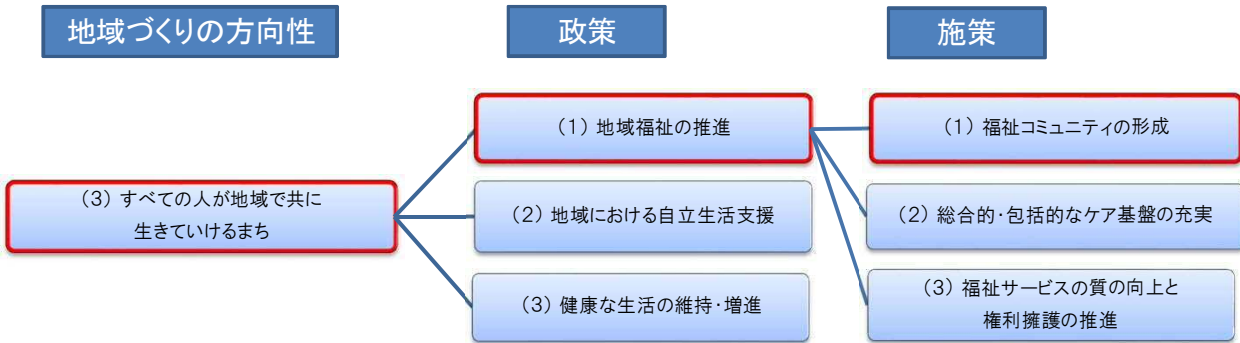 地域づくりの方向性
政策
施策
(3) すべての人が地域で共に
生きていけるまち
(1) 地域福祉の推進
(2) 地域における自立生活支援
(3) 健康な生活の維持・増進
(1) 福祉コミュニティの形成
(2) 総合的・包括的なケア基盤の充実
(3) 福祉サービスの質の向上と
権利擁護の推進